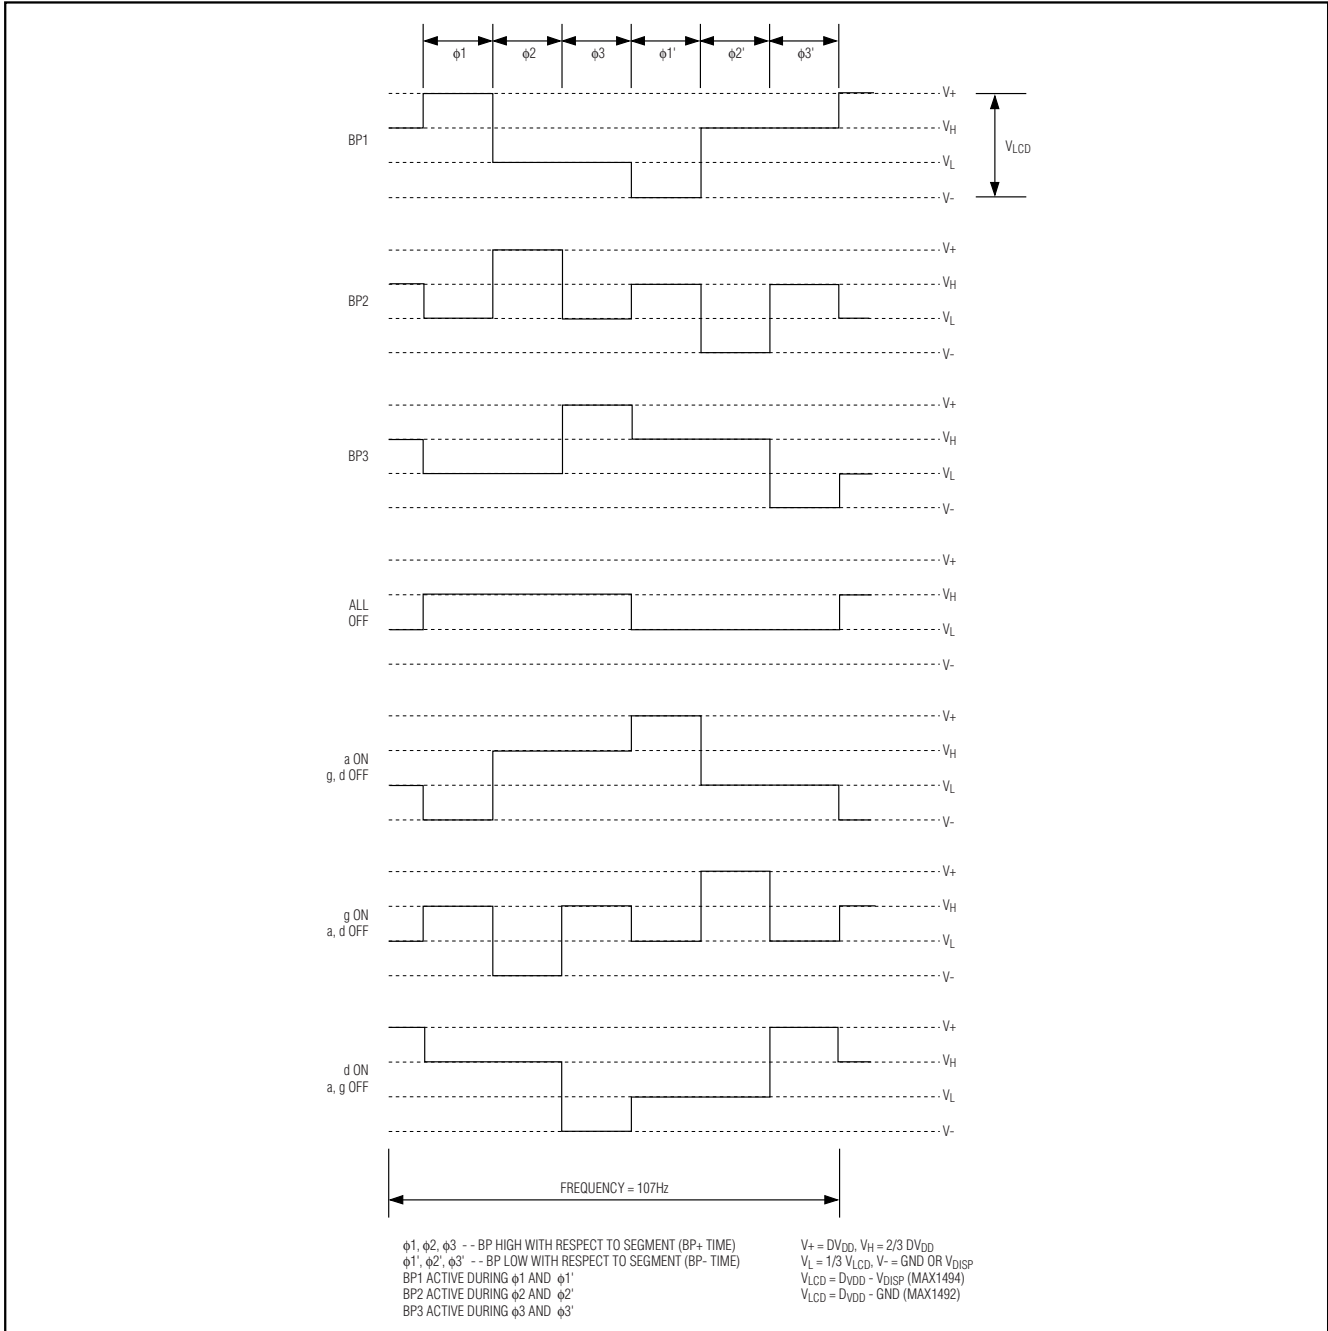 ϕ1 ϕ2 ϕ3 ϕ1' ϕ2' ϕ3'
V+
BP1
VH
VL
V-
VLCD
V+
BP2
VH
VL
V-
V+
BP3
VH
VL
V-
V+
ALL
OFF
VH
VL
V-
V+
a ON
g, d OFF
VH
VL
V-
V+
g ON
a, d OFF
VH
VL
V-
V+
d ON
a, g OFF
VH
VL
V-
FREQUENCY = 107Hz
ϕ1, ϕ2, ϕ3 - - BP HIGH WITH RESPECT TO SEGMENT (BP+ TIME)
ϕ1', ϕ2', ϕ3' - - BP LOW WITH RESPECT TO SEGMENT (BP- TIME)
BP1 ACTIVE DURING ϕ1 AND ϕ1'
BP2 ACTIVE DURING ϕ2 AND ϕ2'
BP3 ACTIVE DURING ϕ3 AND ϕ3'
V+ = DVDD, VH = 2/3 DVDD
VL = 1/3 VLCD, V- = GND OR VDISP
VLCD = DVDD - VDISP (MAX1494)
VLCD = DVDD - GND (MAX1492)